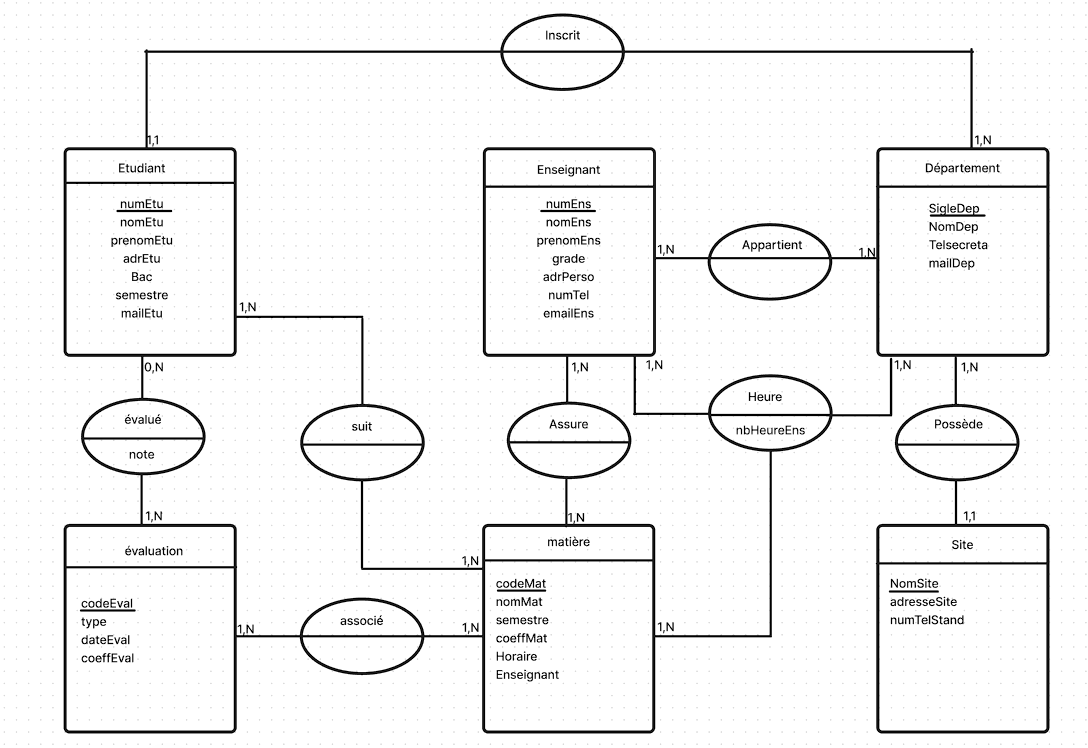 Inscrit
1,1
1,N
Etudiant
numEtu
nomEtu
prenomEtu
adrEtu
Bac
semestre
mailEtu
Enseignant
numEns
nomEns
prenomEns
grade
adrPerso
numTel
emailEns
1,N
Appartient
1,N
Département
SigleDep
NomDep
Telsecreta
mailDep
1,N
0,N
évalué
note
1,N
suit
1,N
1,N
Assure
1,N
1,N
Heure
nbHeureEns
1,N
1,N
1,N
Possède
1,1
évaluation
codeEval
type
dateEval
coeffEval
1,N
associé
1,N
matière
codeMat
nomMat
semestre
coeffMat
Horaire
Enseignant
Site
NomSite
adresseSite
numTelStand